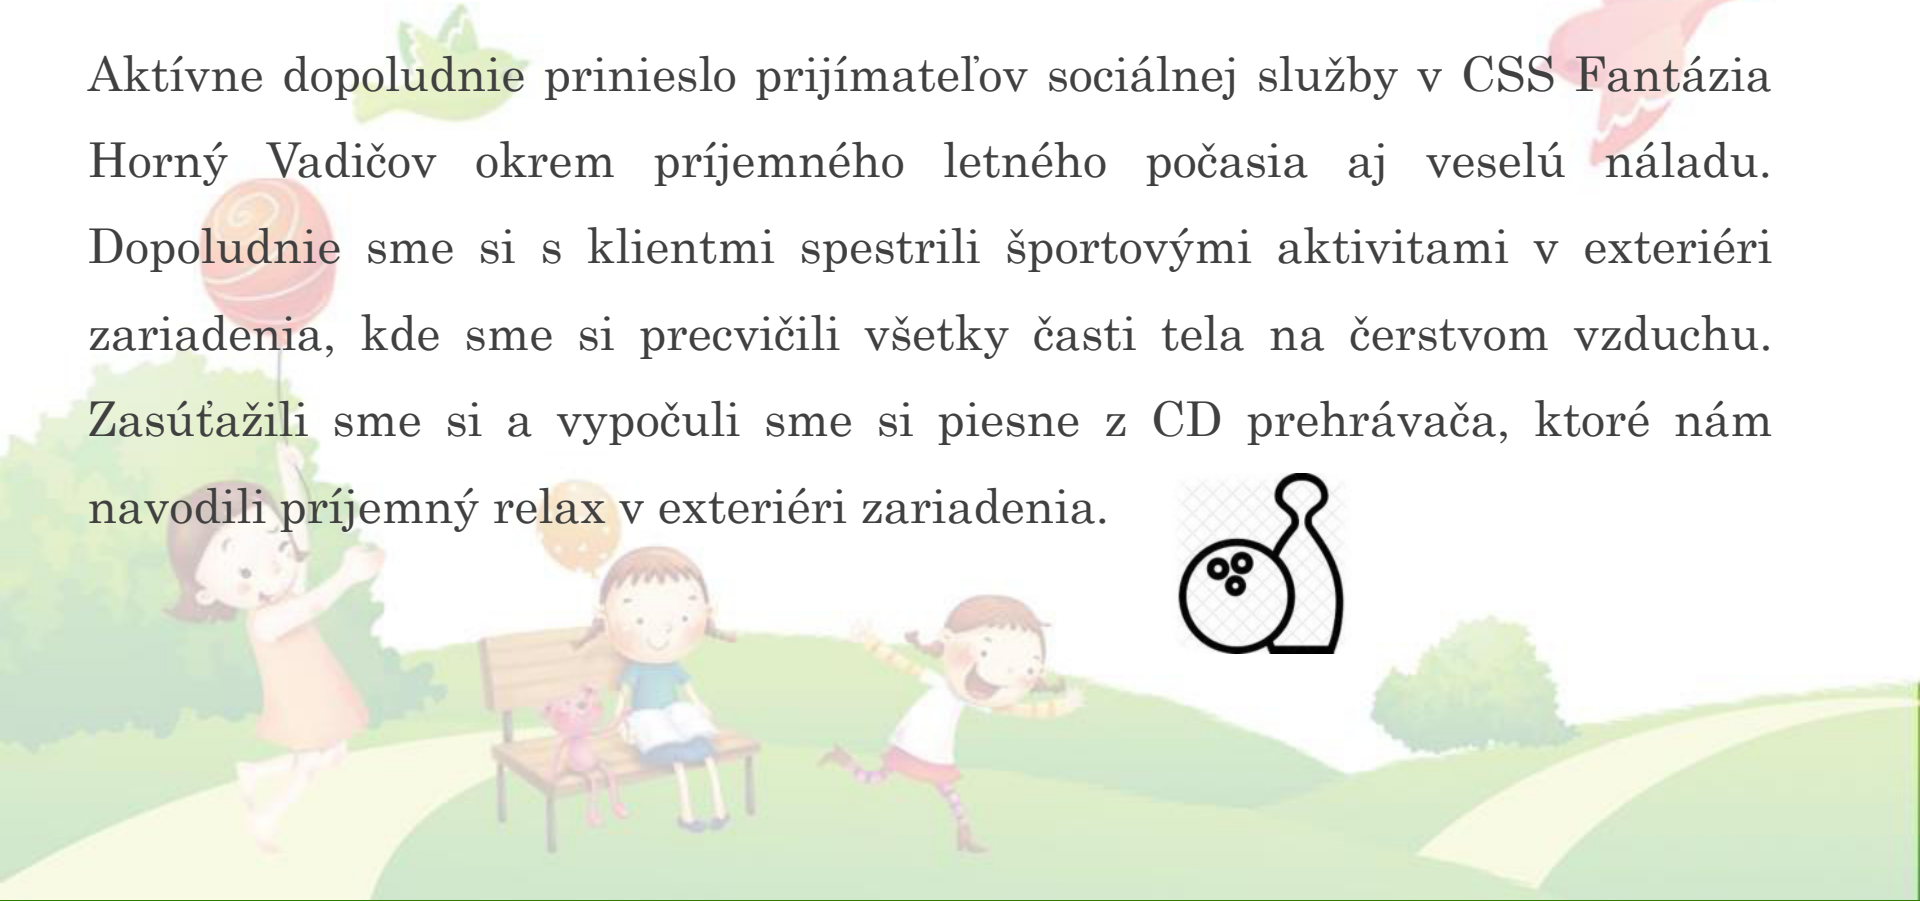 Aktívne dopoludnie prinieslo prijímateľov sociálnej služby v CSS Fantázia
Horný Vadičov okrem príjemného letného počasia aj veselú náladu.
Dopoludnie sme si s klientmi spestrili športovými aktivitami v exteriéri
zariadenia, kde sme si precvičili všetky časti tela na čerstvom vzduchu.
Zasúťažili sme si a vypočuli sme si piesne z CD prehrávača, ktoré nám
navodili príjemný relax v exteriéri zariadenia.